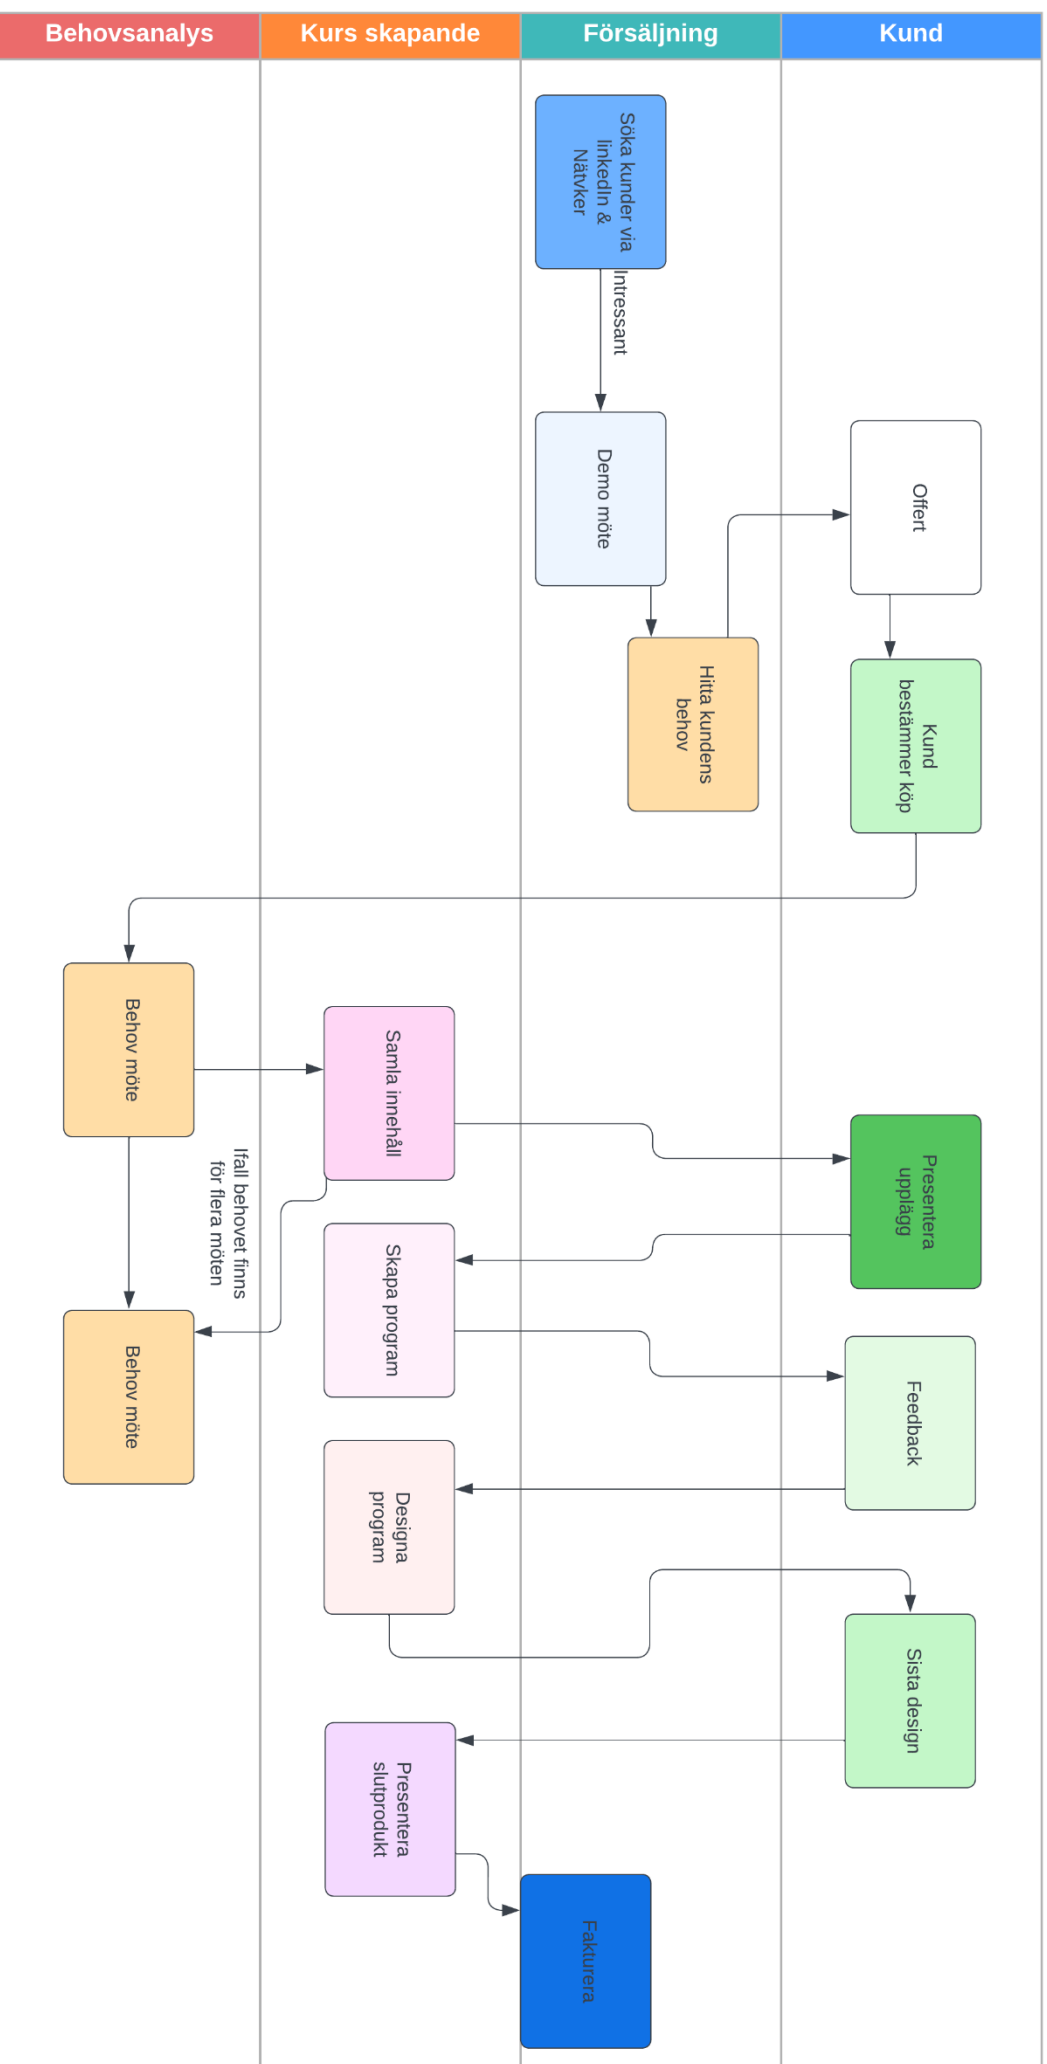 Behovsanalys
Kurs skapande
Försäljning
Kund
Söka kunder via
linkedIn &
Nätvker
Intressant
Demo möte
Offert
Hitta kundens
behov
Kund
bestämmer köp
Behov möte
Samla innehåll
Presentera
upplägg
Ifall behovet finns
för flera möten
Skapa program
Behov möte
Feedback
Designa
program
Sista design
Presentera
slutprodukt
Fakturera